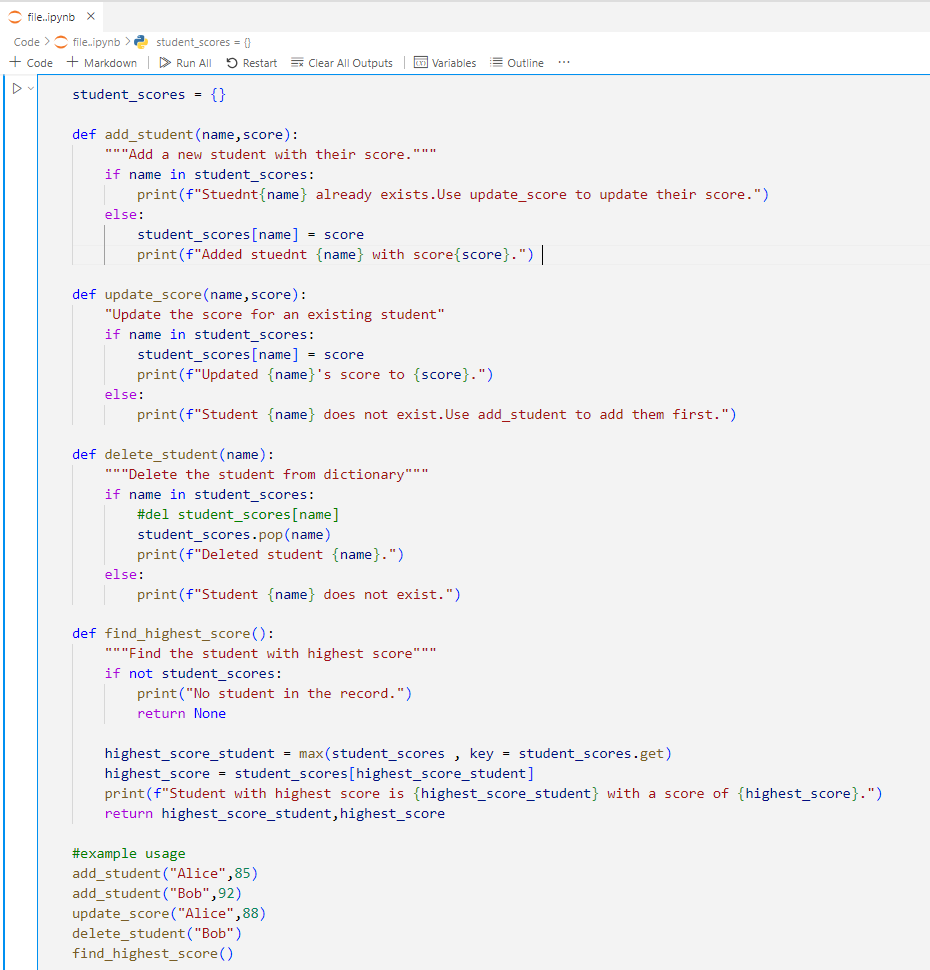 file..ipynb ×
Code > file..ipynb > student_scores = {}
+ Code + Markdown | Run All Restart Clear All Outputs | Variables Outline ...
student_scores = {}

def add_student(name,score):
    """Add a new student with their score."""
    if name in student_scores:
        print(f"Stuednt{name} already exists.Use update_score to update their score.")
    else:
        student_scores[name] = score
        print(f"Added stuednt {name} with score{score}.")

def update_score(name,score):
    "Update the score for an existing student"
    if name in student_scores:
        student_scores[name] = score
        print(f"Updated {name}'s score to {score}.")
    else:
        print(f"Student {name} does not exist.Use add_student to add them first.")

def delete_student(name):
    """Delete the student from dictionary"""
    if name in student_scores:
        #del student_scores[name]
        student_scores.pop(name)
        print(f"Deleted student {name}.")
    else:
        print(f"Student {name} does not exist.")

def find_highest_score():
    """Find the student with highest score"""
    if not student_scores:
        print("No student in the record.")
        return None

    highest_score_student = max(student_scores , key = student_scores.get)
    highest_score = student_scores[highest_score_student]
    print(f"Student with highest score is {highest_score_student} with a score of {highest_score}.")
    return highest_score_student,highest_score

#example usage
add_student("Alice",85)
add_student("Bob",92)
update_score("Alice",88)
delete_student("Bob")
find_highest_score()